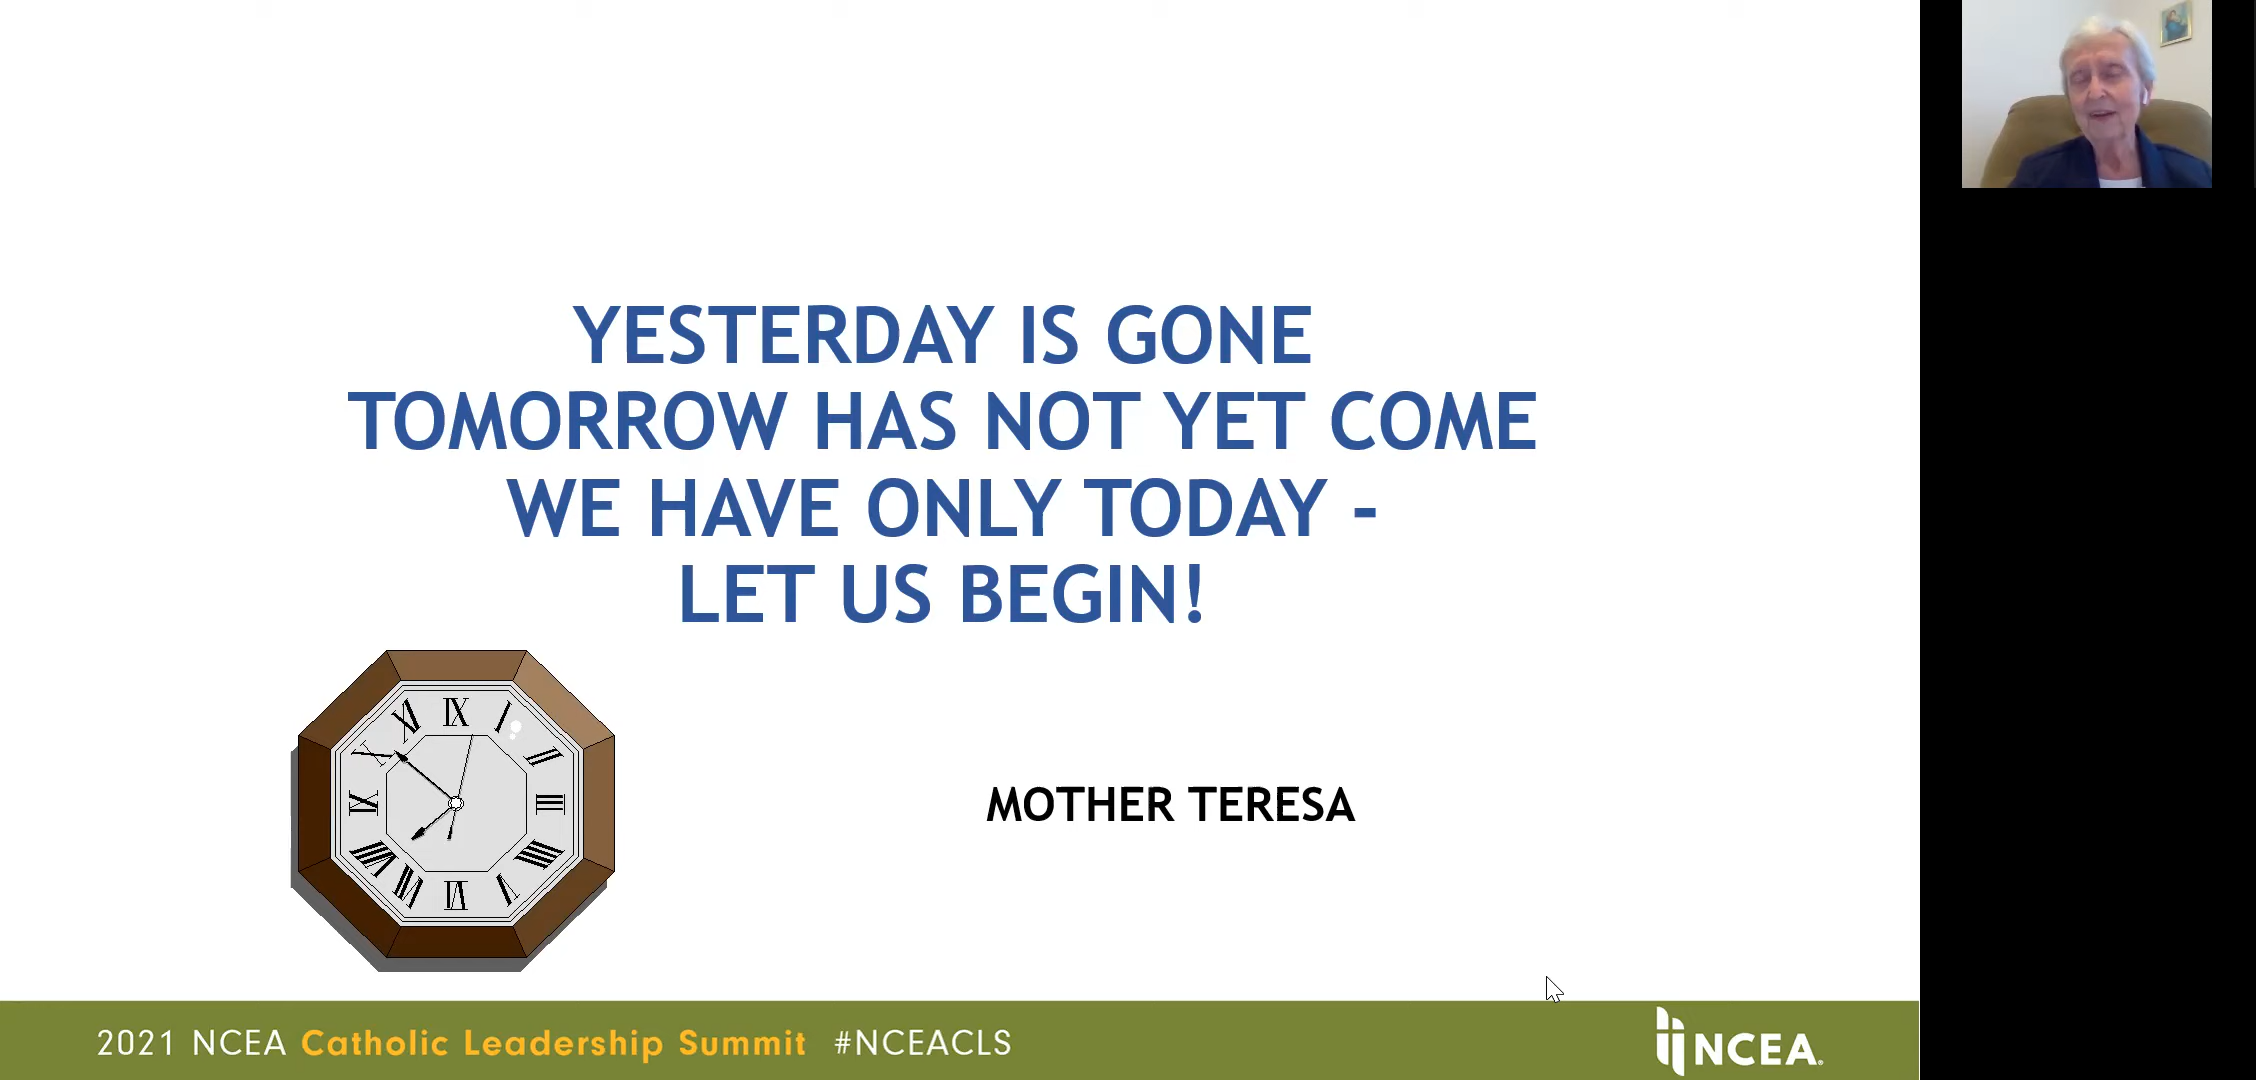 YESTERDAY IS GONE
TOMORROW HAS NOT YET COME
WE HAVE ONLY TODAY -
LET US BEGIN!
MOTHER TERESA
2021 NCEA Catholic Leadership Summit #NCEACLS
NCEA.